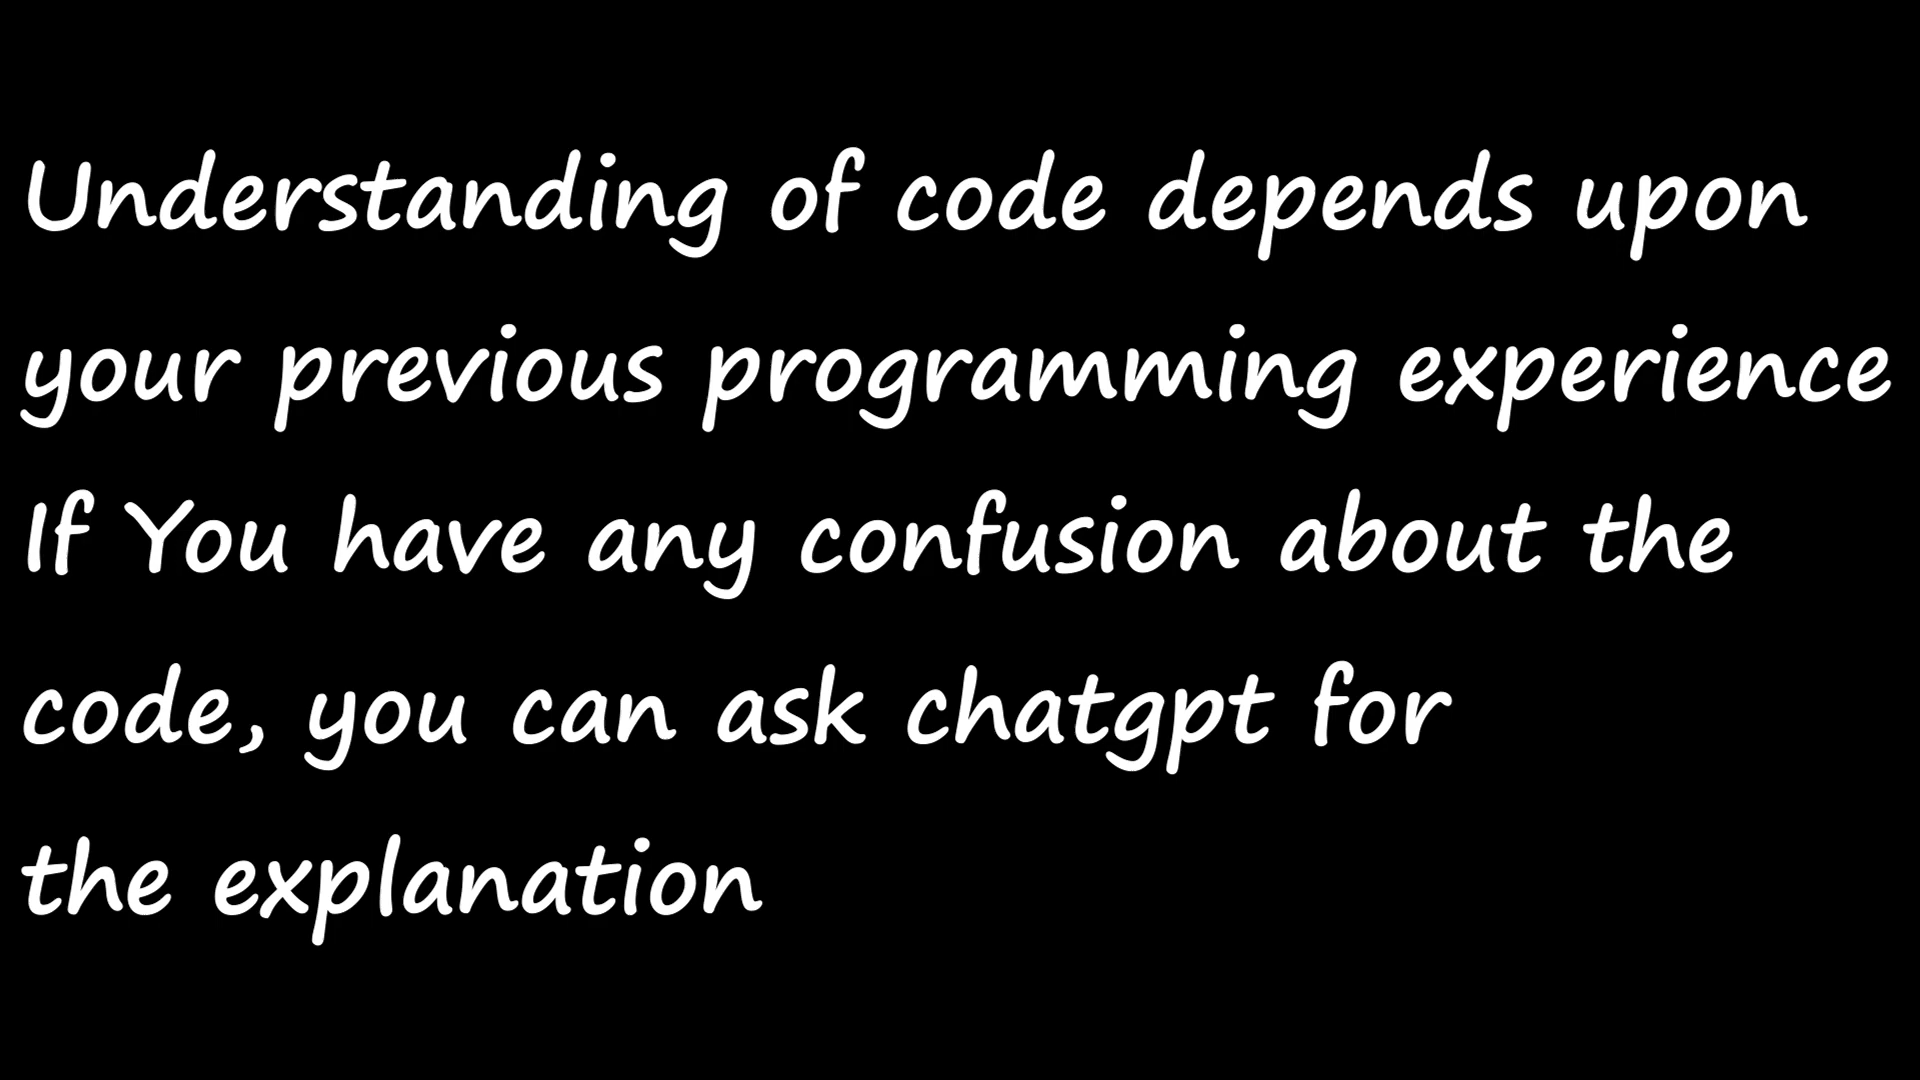 Understanding of code depends upon
your previous programming experience
If You have any confusion about the
code, you can ask chatgpt for
the explanation